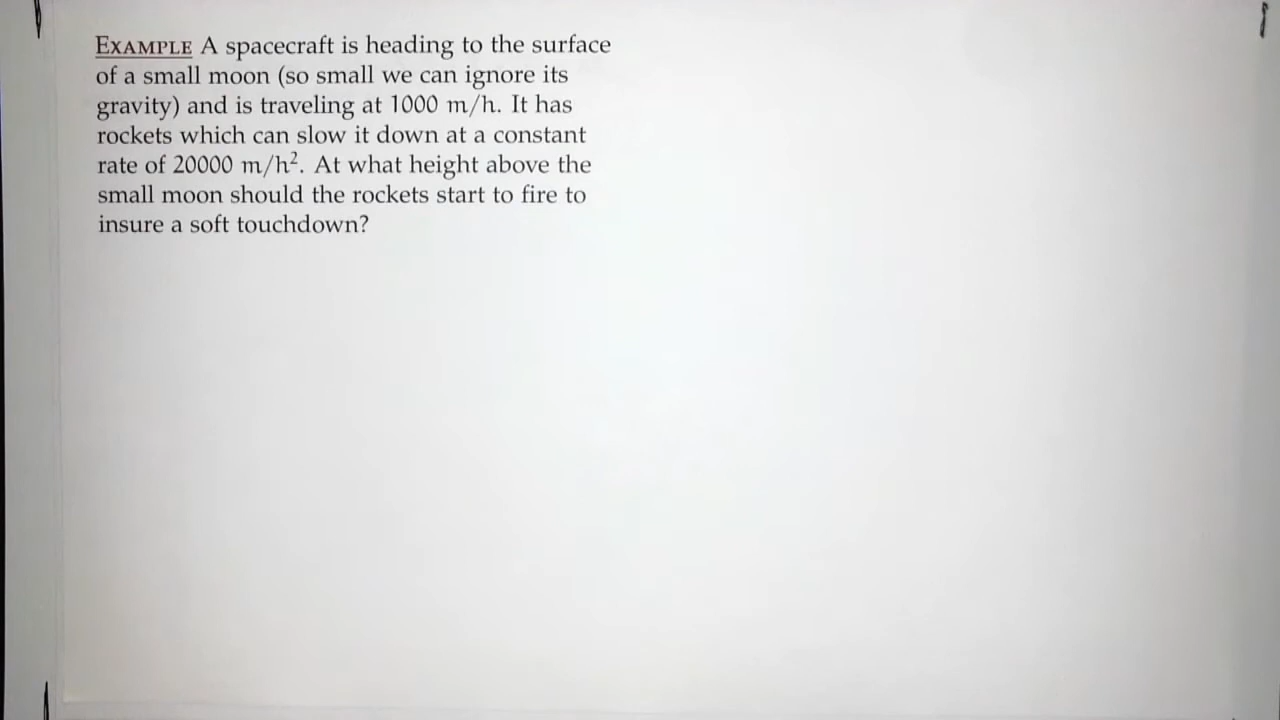 EXAMPLE A spacecraft is heading to the surface
of a small moon (so small we can ignore its
gravity) and is traveling at 1000 m/h. It has
rockets which can slow it down at a constant
rate of 20000 m/h². At what height above the
small moon should the rockets start to fire to
insure a soft touchdown?